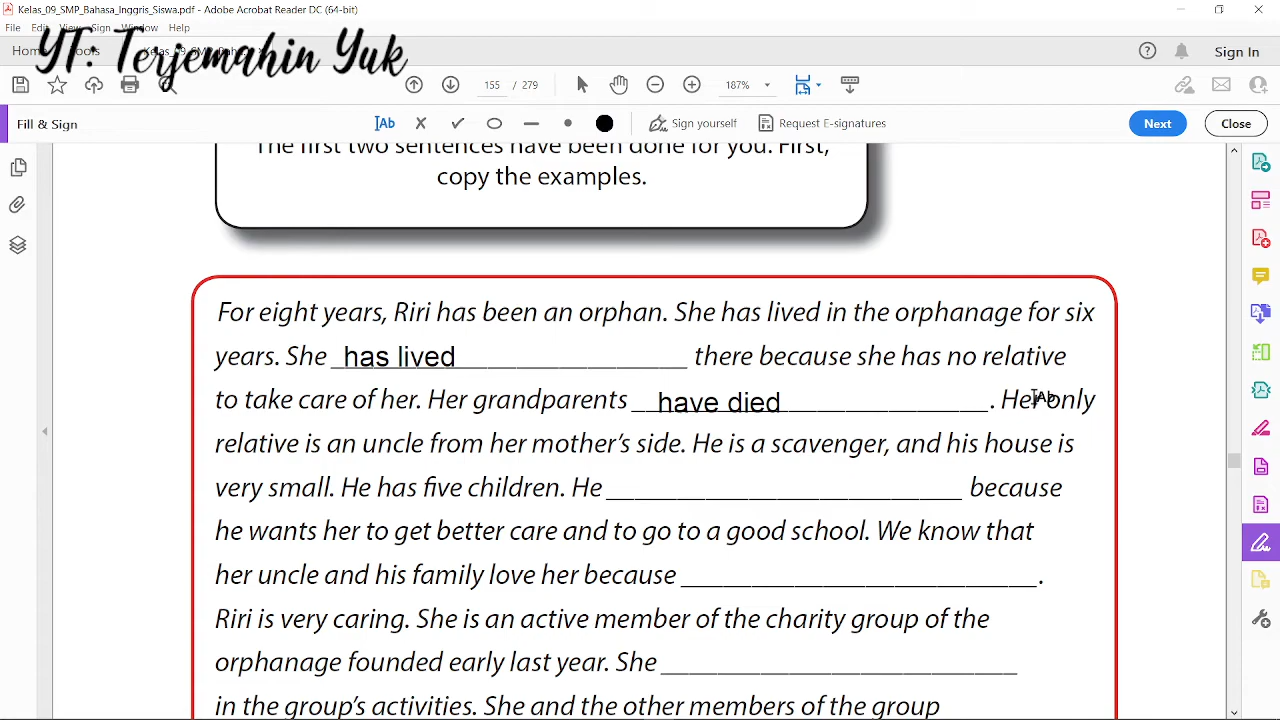 Kelas_09_SMP_Bahasa_Inggris_Siswa.pdf - Adobe Acrobat Reader DC (64-bit)
File Edit View Sign Window Help
YT: Terjemahin Yuk
Home Tools
155 / 279
187%
Sign In
Fill & Sign
Ab
Sign yourself
Request E-signatures
Next
Close
The first two sentences have been done for you. First,
copy the examples.
For eight years, Riri has been an orphan. She has lived in the orphanage for six
years. She has lived there because she has no relative
to take care of her. Her grandparents have died. Her only
relative is an uncle from her mother's side. He is a scavenger, and his house is
very small. He has five children. He ____________ because
he wants her to get better care and to go to a good school. We know that
her uncle and his family love her because ____________.
Riri is very caring. She is an active member of the charity group of the
orphanage founded early last year. She ____________
in the group's activities. She and the other members of the group